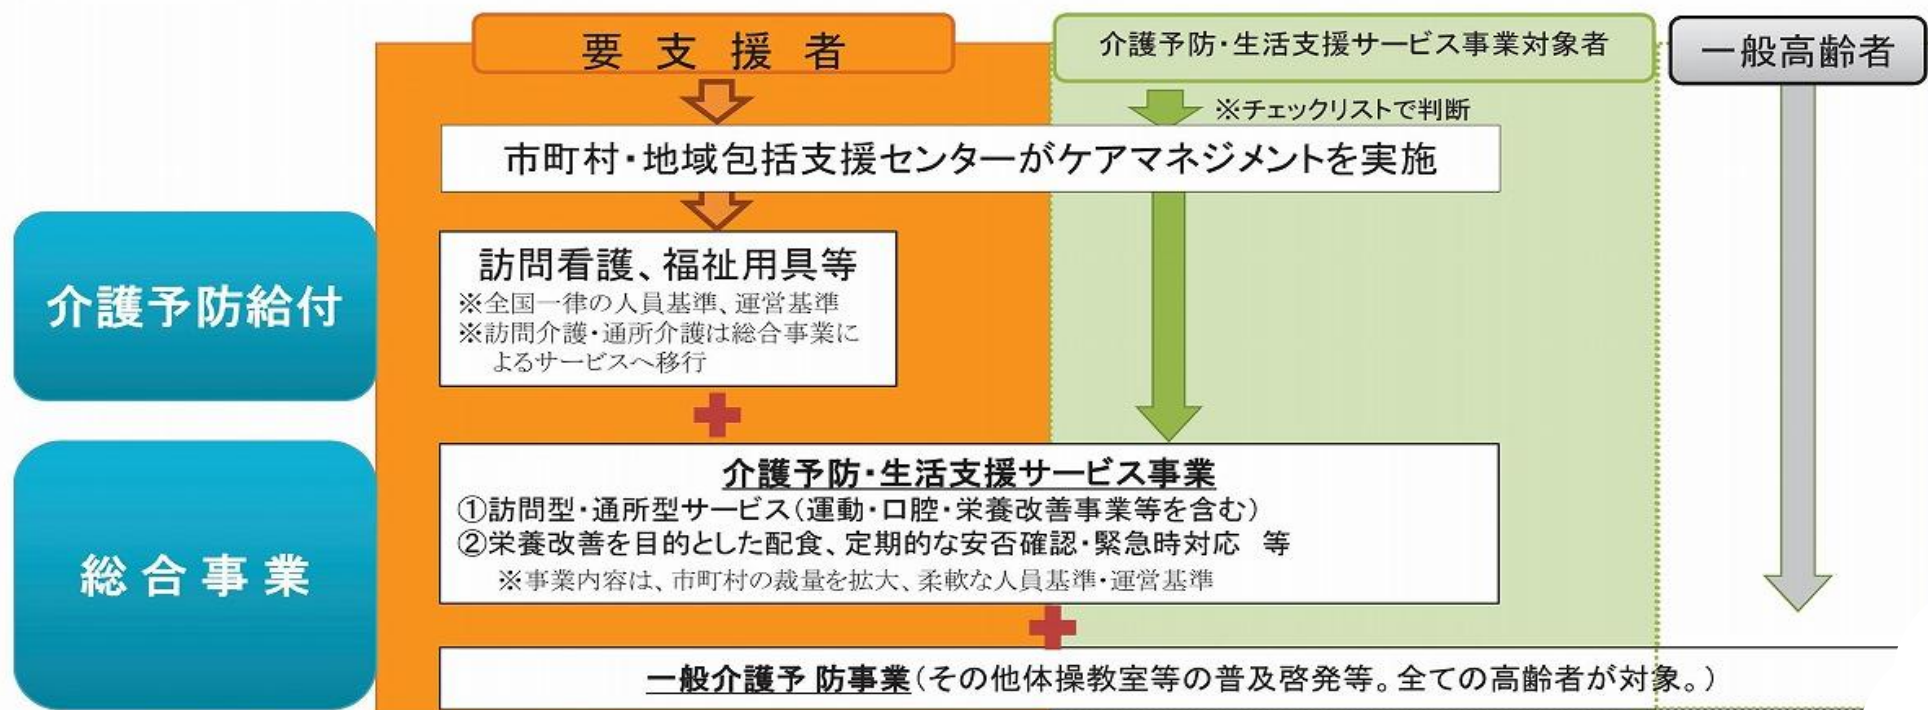 要支援者
介護予防・生活支援サービス事業対象者
一般高齢者
※チェックリストで判断
市町村・地域包括支援センターがケアマネジメントを実施
介護予防給付
訪問看護、福祉用具等
※全国一律の人員基準、運営基準
※訪問介護・通所介護は総合事業に
よるサービスへ移行
総合事業
介護予防・生活支援サービス事業
①訪問型・通所型サービス(運動・口腔・栄養改善事業等を含む)
②栄養改善を目的とした配食、定期的な安否確認・緊急時対応 等
※事業内容は、市町村の裁量を拡大、柔軟な人員基準・運営基準
一般介護予 防事業(その他体操教室等の普及啓発等。全ての高齢者が対象。)